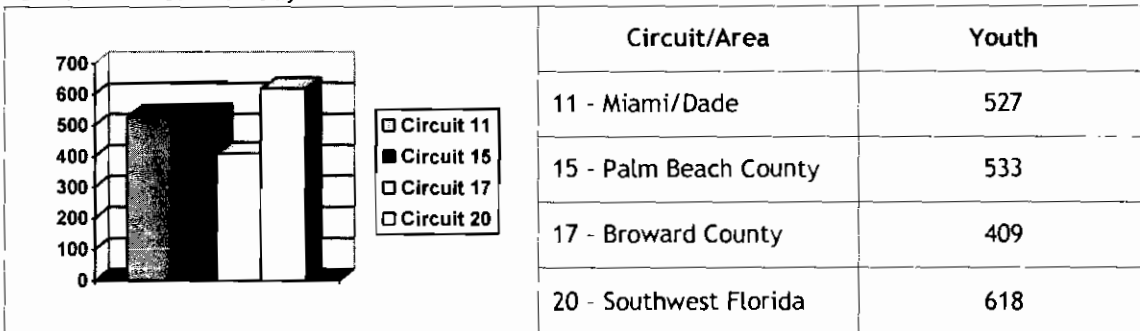 700
600
500
400
300
200
100
0
Circuit 11
Circuit 15
Circuit 17
Circuit 20
Circuit/Area Youth
11 - Miami/Dade 527
15 - Palm Beach County 533
17 - Broward County 409
20 - Southwest Florida 618